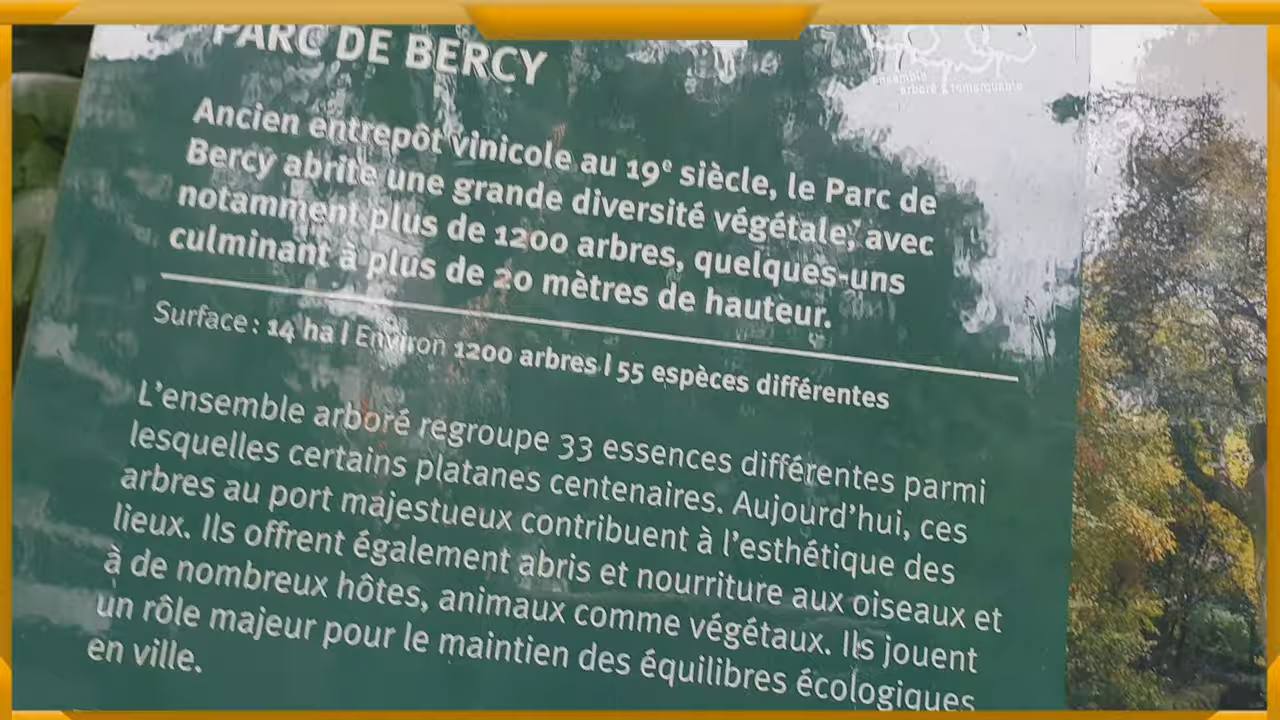 PARC DE BERCY
ensemble
arboré remarquable
Ancien entrepôt vinicole au 19e siècle, le Parc de
Bercy abrite une grande diversité végétale, avec
notamment plus de 1200 arbres, quelques-uns
culminant à plus de 20 mètres de hauteur.
Surface : 14 ha | Environ 1200 arbres | 55 espèces différentes
L'ensemble arboré regroupe 33 essences différentes parmi
lesquelles certains platanes centenaires. Aujourd'hui, ces
arbres au port majestueux contribuent à l'esthétique des
lieux. Ils offrent également abris et nourriture aux oiseaux et
à de nombreux hôtes, animaux comme végétaux. Ils jouent
un rôle majeur pour le maintien des équilibres écologiques
en ville.